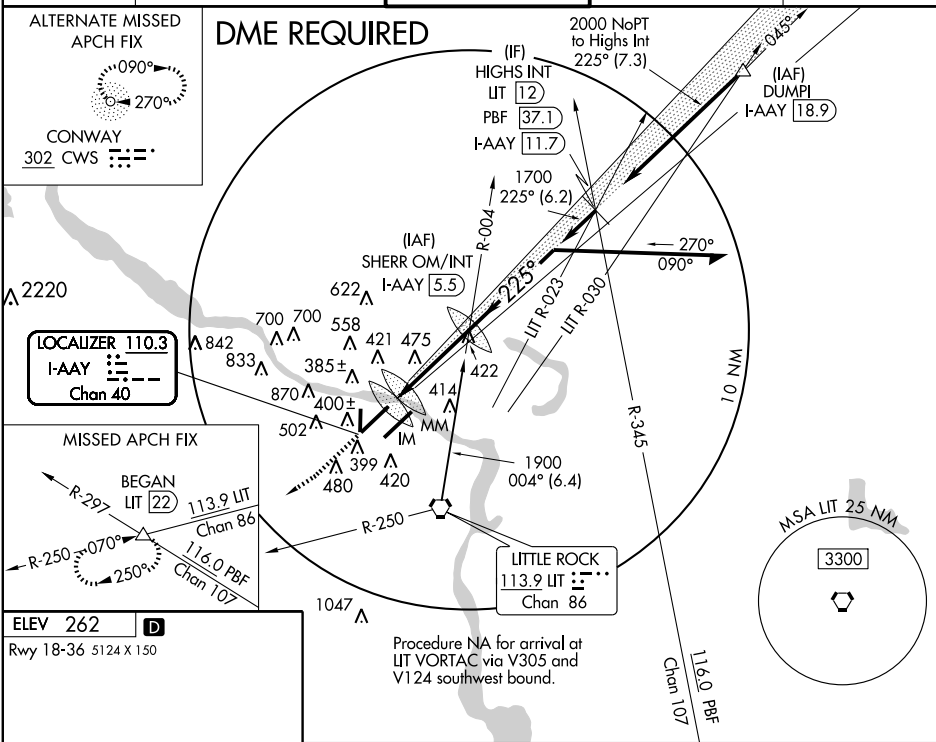 ALTERNATE MISSED
APCH FIX
090°
270°
CONWAY
302 CWS
DME REQUIRED
(IF)
HIGHS INT
LIT 12
PBF 37.1
I-AAY 11.7
2000 NoPT
to Highs Int
225° (7.3)
045°
(IAF)
DUMPI
I-AAY 18.9
1700
225° (6.2)
R-004
270°
090°
(IAF)
SHERR OM/INT
I-AAY 5.5
225°
LIT R-023
LIT R-030
10 NM
2220
622
700
700
558
842
421
475
833
385±
422
870
400±
414
502
MM
IM
399
480
420
LOCALIZER 110.3
I-AAY
Chan 40
R-345
1900
004° (6.4)
MISSED APCH FIX
BEGAN
LIT 22
R-297
113.9 LIT
Chan 86
R-250
070°
250°
116.0 PBF
Chan 107
R-250
LITTLE ROCK
113.9 LIT
Chan 86
MSA LIT 25 NM
3300
1047
ELEV 262 D
Rwy 18-36 5124 X 150
Procedure NA for arrival at
LIT VORTAC via V305 and
V124 southwest bound.
116.0 PBF
Chan 107